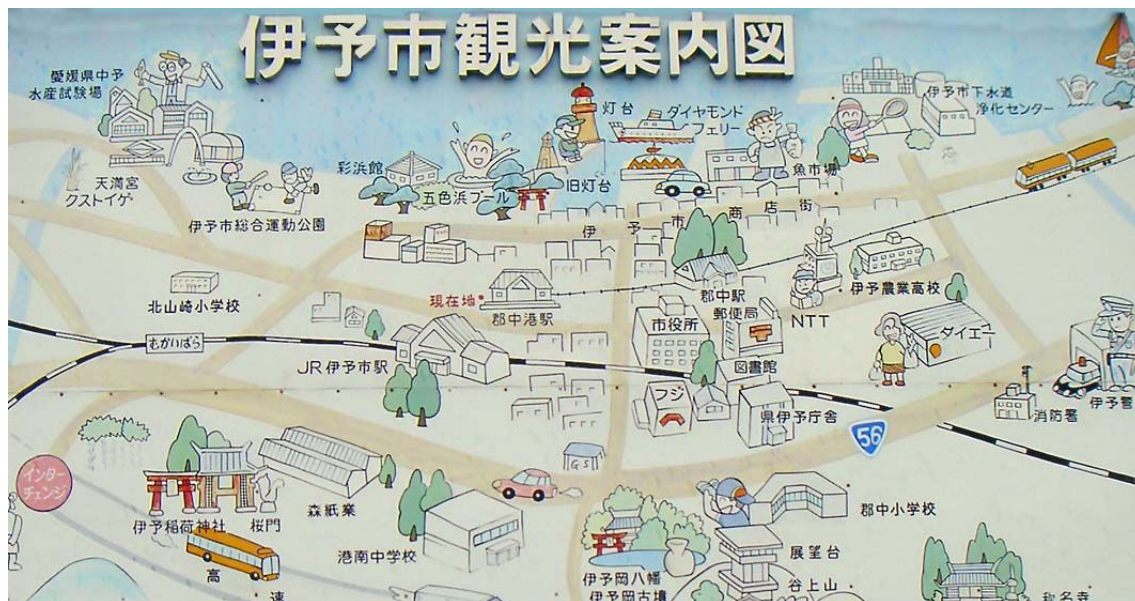 伊予市観光案内図
愛媛県中予
水産試験場
灯台
ダイヤモンド
フェリー
伊予市下水道
浄化センター
彩浜館
天満宮
クストイゲ
五色浜プール
旧灯台
魚市場
伊予市総合運動公園
伊予市商店街
北山崎小学校
現在地
郡中港駅
郡中駅
郵便局
NTT
伊予農業高校
むかいばら
JR伊予市駅
市役所
図書館
ダイエー
フジ
県伊予庁舎
消防署
伊予署
56
インター
チェンジ
GS
伊予稲荷神社
桜門
森紙業
港南中学校
郡中小学校
展望台
谷上山
伊予岡八幡
伊予岡古墳
高
速